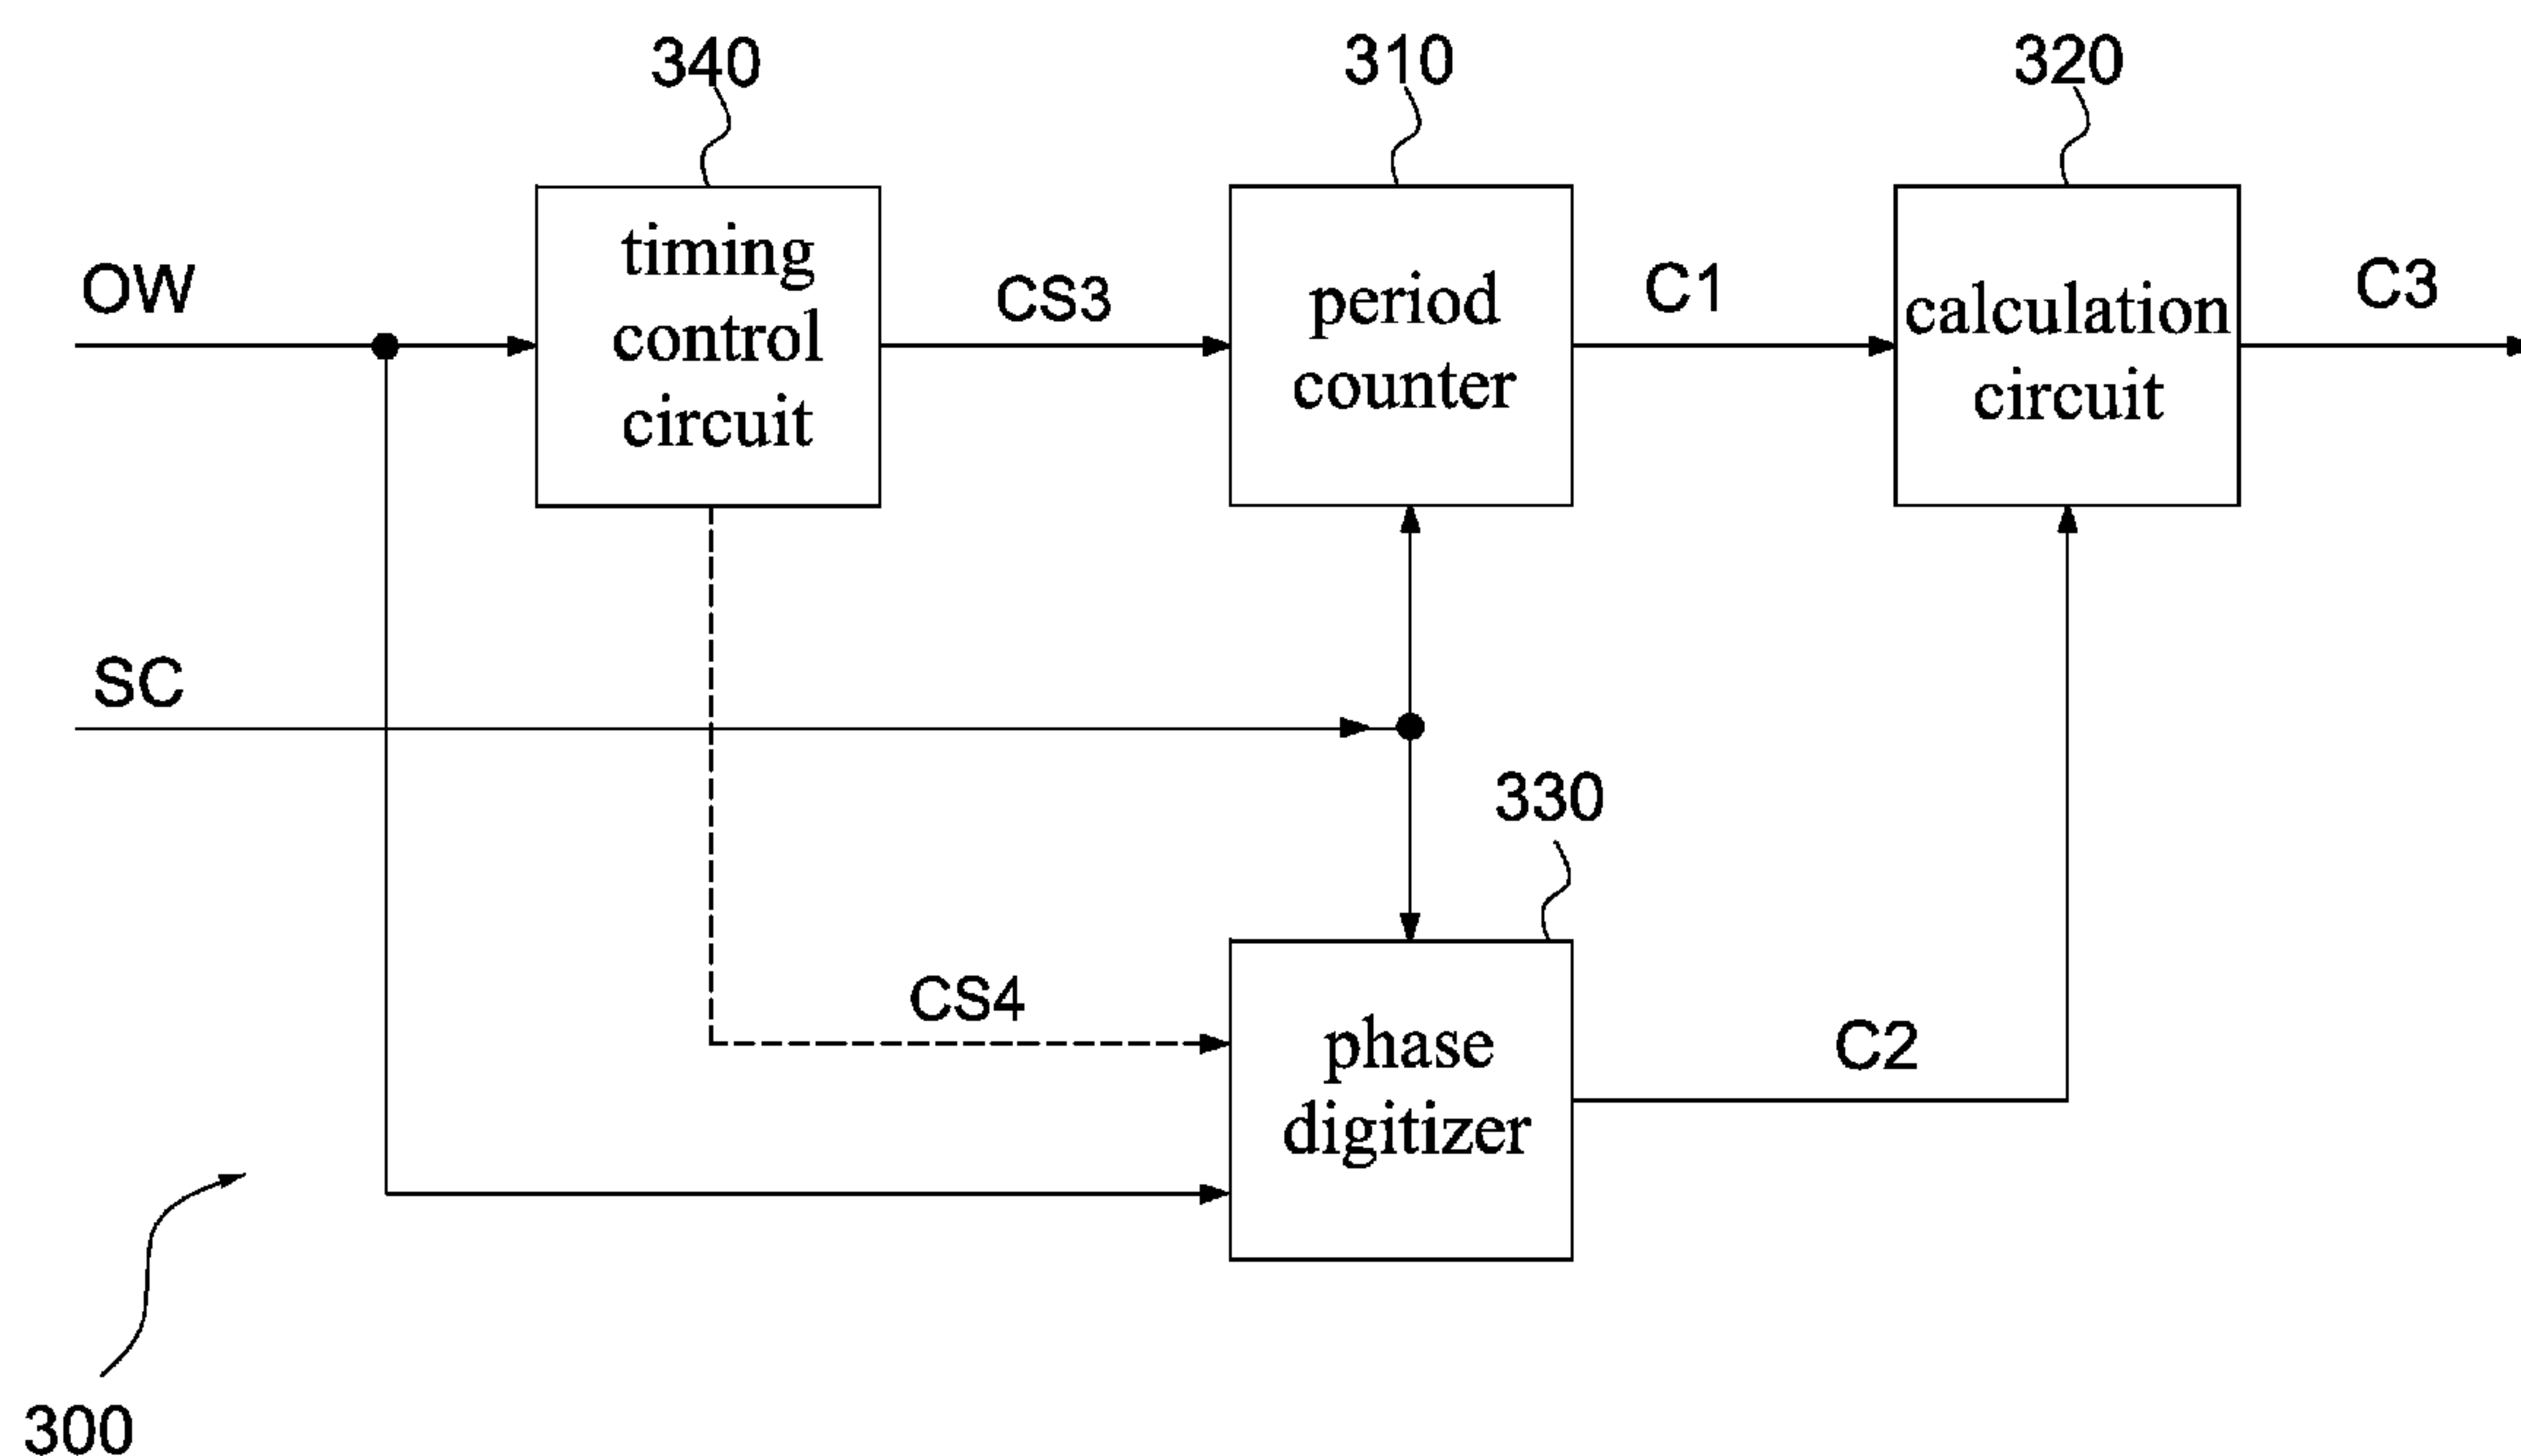 340
310
320
OW
timing
control
circuit
CS3
period
counter
C1
calculation
circuit
C3
SC
330
CS4
phase
digitizer
C2
300